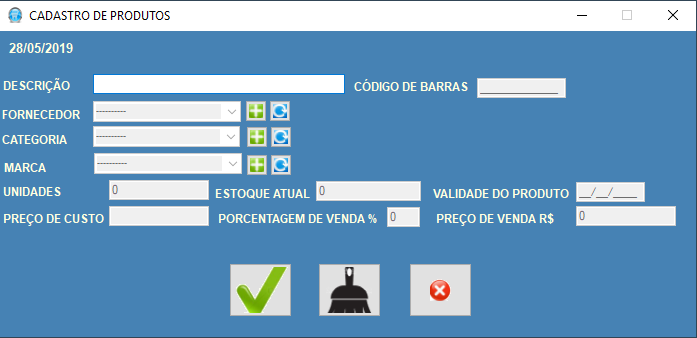 CADASTRO DE PRODUTOS
28/05/2019
DESCRIÇÃO CÓDIGO DE BARRAS _____________
FORNECEDOR ----------
CATEGORIA ----------
MARCA ----------
UNIDADES 0 ESTOQUE ATUAL 0 VALIDADE DO PRODUTO __/__/____
PREÇO DE CUSTO PORCENTAGEM DE VENDA % 0 PREÇO DE VENDA R$ 0